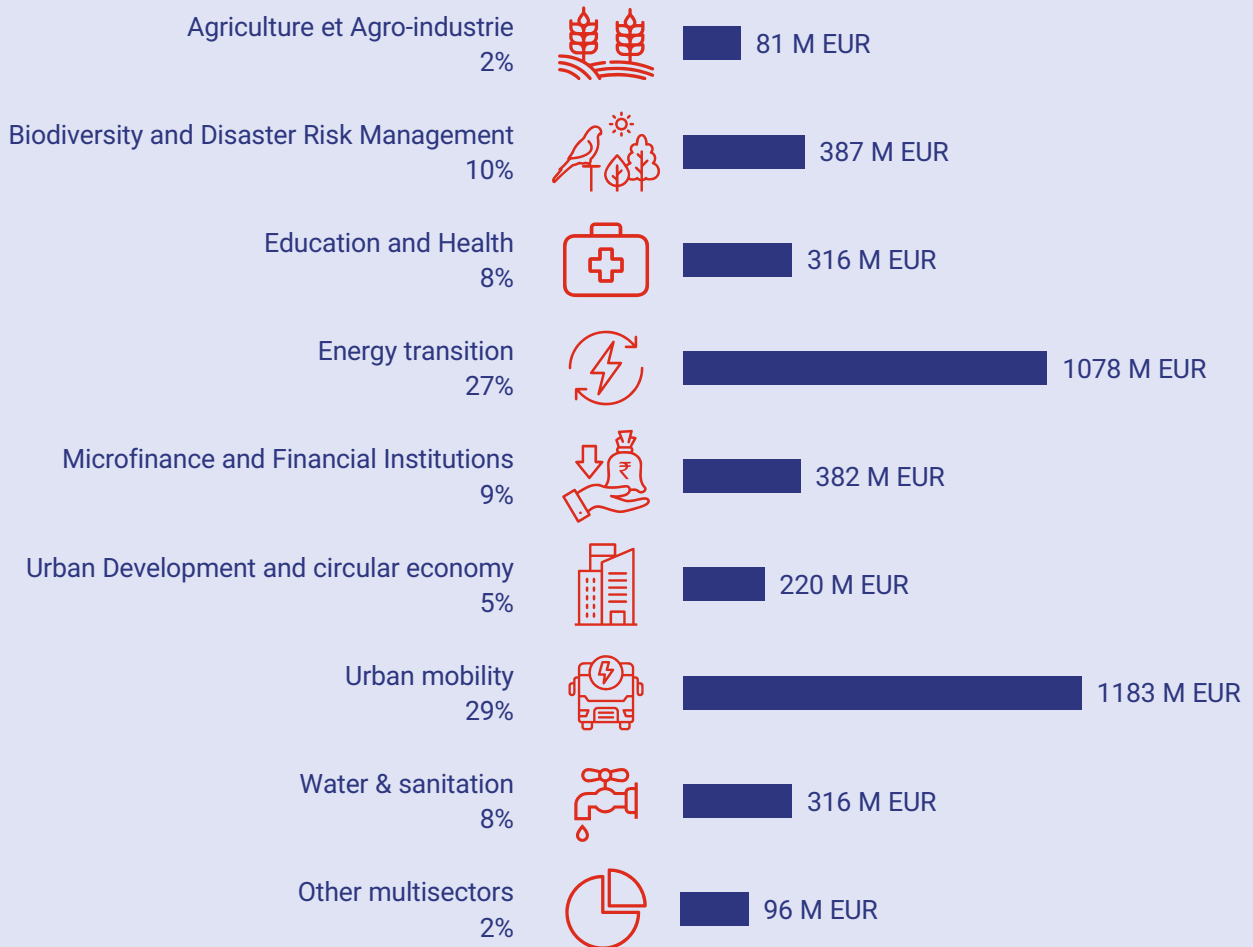 Agriculture et Agro-industrie
2%
81 M EUR
Biodiversity and Disaster Risk Management
10%
387 M EUR
Education and Health
8%
316 M EUR
Energy transition
27%
1078 M EUR
Microfinance and Financial Institutions
9%
₹
382 M EUR
Urban Development and circular economy
5%
220 M EUR
Urban mobility
29%
1183 M EUR
Water & sanitation
8%
316 M EUR
Other multisectors
2%
96 M EUR